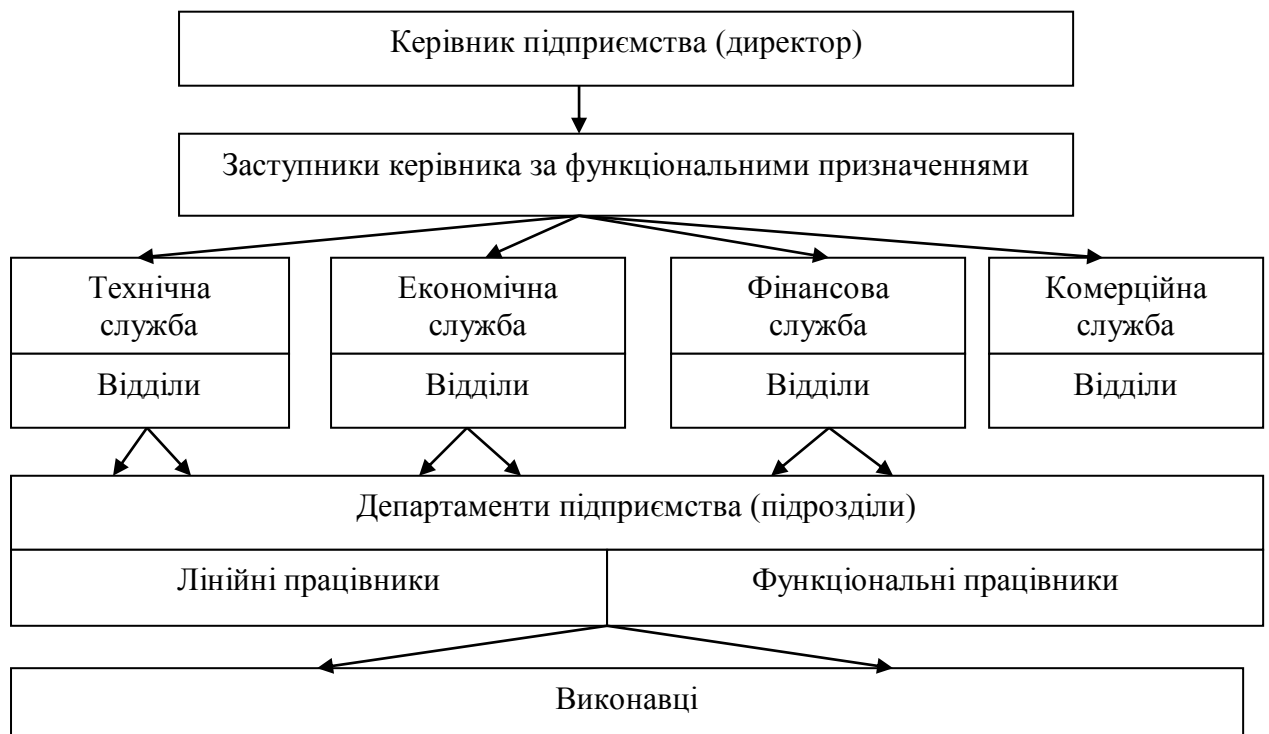 Керівник підприємства (директор)
Заступники керівника за функціональними призначеннями
Технічна
служба
Економічна
служба
Фінансова
служба
Комерційна
служба
Відділи
Відділи
Відділи
Відділи
Департаменти підприємства (підрозділи)
Лінійні працівники
Функціональні працівники
Виконавці